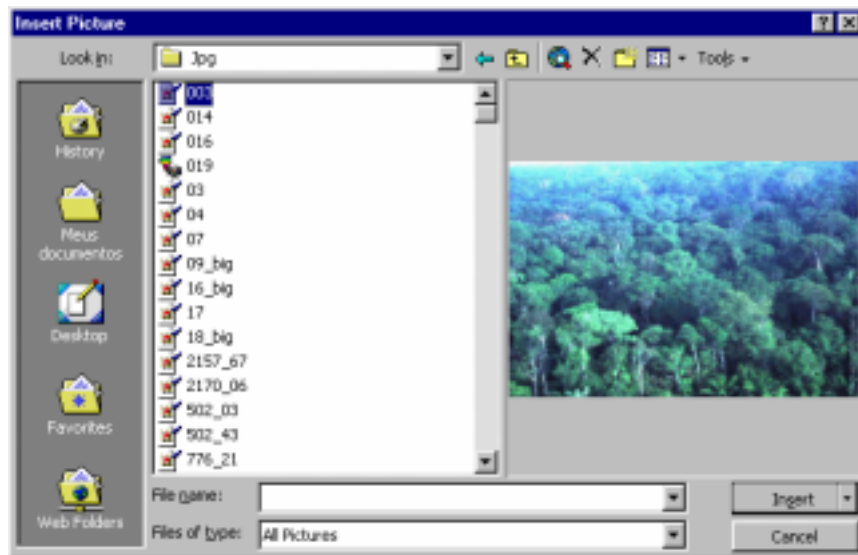 Insert Picture
Look in:
Jpg
Tools
History
Meus
documentos
Desktop
Favorites
Web Folders
003
014
016
019
03
04
07
09_big
16_big
17
18_big
2157_67
2170_06
502_03
502_43
776_21
File name:
Insert
Files of type:
All Pictures
Cancel